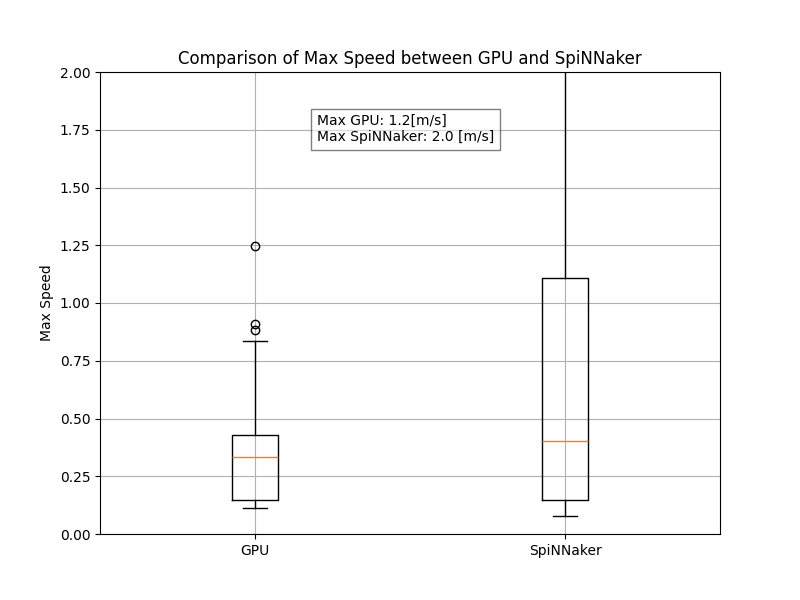 Comparison of Max Speed between GPU and SpiNNaker
2.00
1.75
1.50
1.25
1.00
0.75
0.50
0.25
0.00
Max Speed
Max GPU: 1.2[m/s]
Max SpiNNaker: 2.0 [m/s]
GPU
SpiNNaker